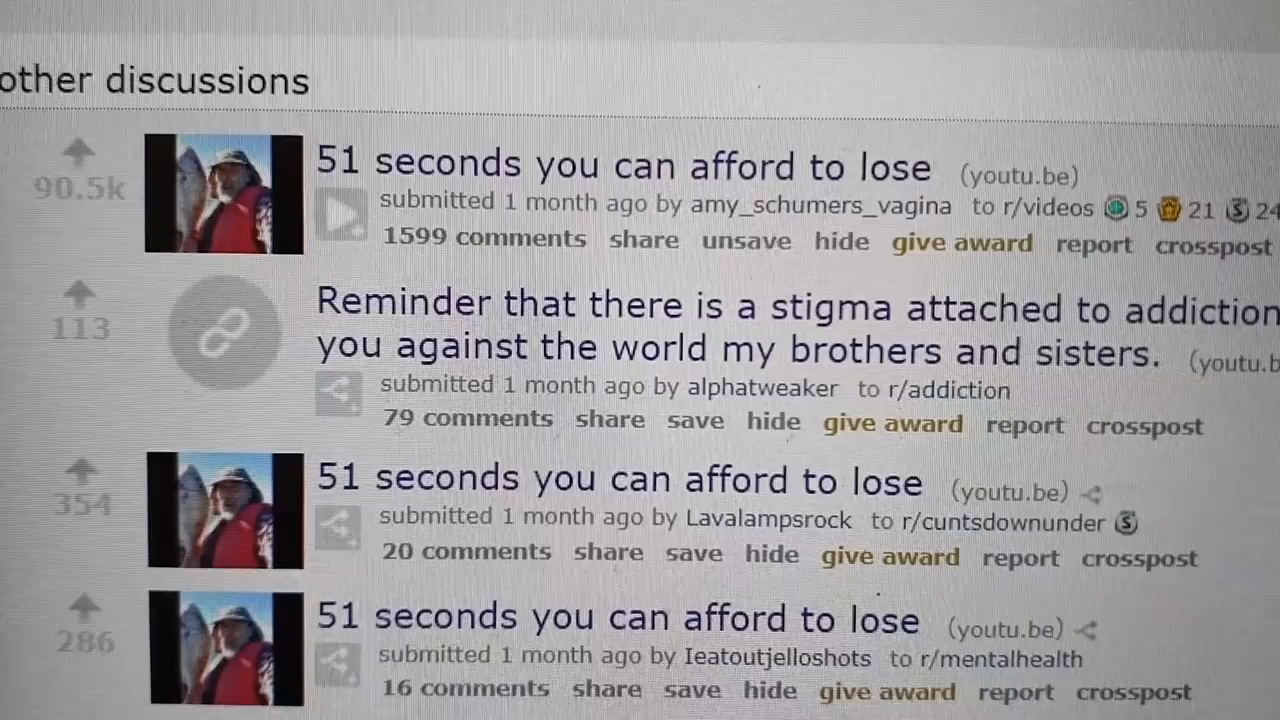 other discussions
90.5k
51 seconds you can afford to lose (youtu.be)
submitted 1 month ago by amy_schumers_vagina to r/videos 5 21 S 24
1599 comments share unsave hide give award report crosspost
113
Reminder that there is a stigma attached to addiction
you against the world my brothers and sisters. (youtu.b
submitted 1 month ago by alphatweaker to r/addiction
79 comments share save hide give award report crosspost
354
51 seconds you can afford to lose (youtu.be)
submitted 1 month ago by Lavalampsrock to r/cuntsdownunder S
20 comments share save hide give award report crosspost
286
51 seconds you can afford to lose (youtu.be)
submitted 1 month ago by Ieatoutjelloshots to r/mentalhealth
16 comments share save hide give award report crosspost